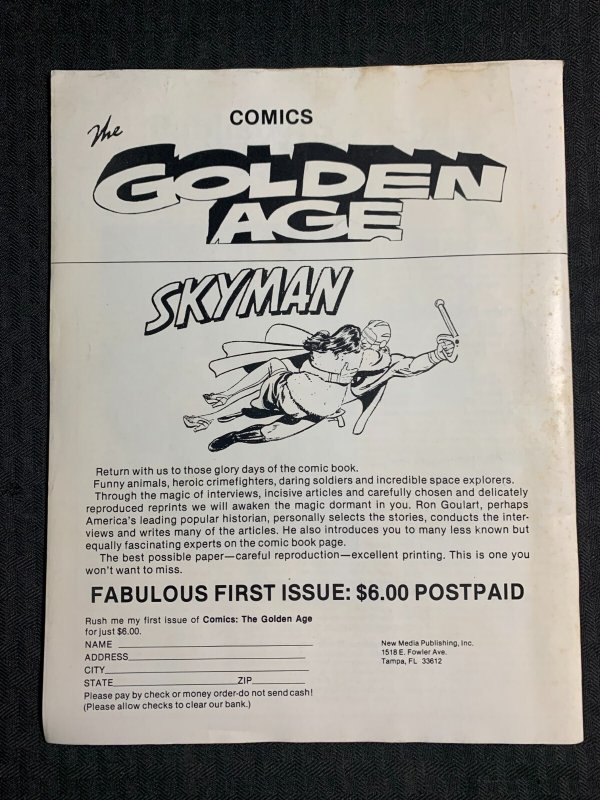 COMICS
The
GOLDEN
AGE
SKYMAN
Return with us to those glory days of the comic book.
Funny animals, heroic crimefighters, daring soldiers and incredible space explorers.
Through the magic of interviews, incisive articles and carefully chosen and delicately
reproduced reprints we will awaken the magic dormant in you. Ron Goulart, perhaps
America's leading popular historian, personally selects the stories, conducts the inter-
views and writes many of the articles. He also introduces you to many less known but
equally fascinating experts on the comic book page.
The best possible paper—careful reproduction—excellent printing. This is one you
won't want to miss.
FABULOUS FIRST ISSUE: $6.00 POSTPAID
Rush me my first issue of Comics: The Golden Age
for just $6.00.
NAME
ADDRESS
CITY
STATE ZIP
Please pay by check or money order-do not send cash!
(Please allow checks to clear our bank.)
New Media Publishing, Inc.
1518 E. Fowler Ave.
Tampa, FL 33612